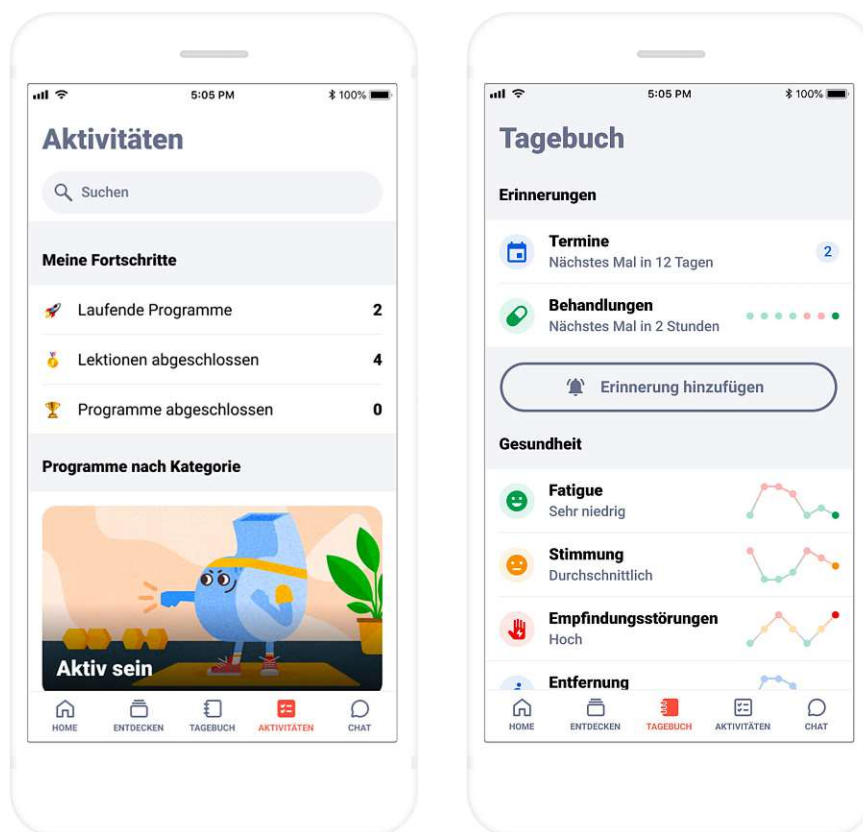 5:05 PM
100%
Aktivitäten
Suchen
Meine Fortschritte
Laufende Programme 2
Lektionen abgeschlossen 4
Programme abgeschlossen 0
Programme nach Kategorie
Aktiv sein
HOME ENTDECKEN TAGEBUCH AKTIVITÄTEN CHAT
5:05 PM
100%
Tagebuch
Erinnerungen
Termine
Nächstes Mal in 12 Tagen
2
Behandlungen
Nächstes Mal in 2 Stunden
Erinnerung hinzufügen
Gesundheit
Fatigue
Sehr niedrig
Stimmung
Durchschnittlich
Empfindungsstörungen
Hoch
Entfernung
HOME ENTDECKEN TAGEBUCH AKTIVITÄTEN CHAT